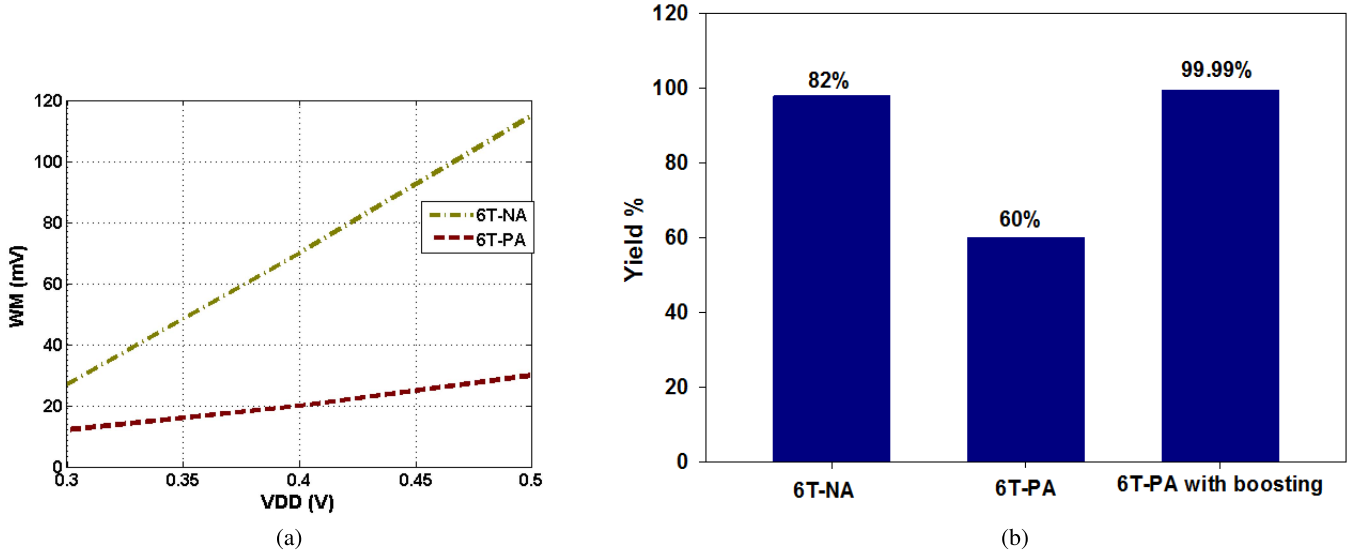 120
100
80
60
40
20
0
WM (mV)
0.3 0.35 0.4 0.45 0.5
VDD (V)
6T-NA
6T-PA
(a)
120
100
80
60
40
20
0
Yield %
82%
60%
99.99%
6T-NA 6T-PA 6T-PA with boosting
(b)